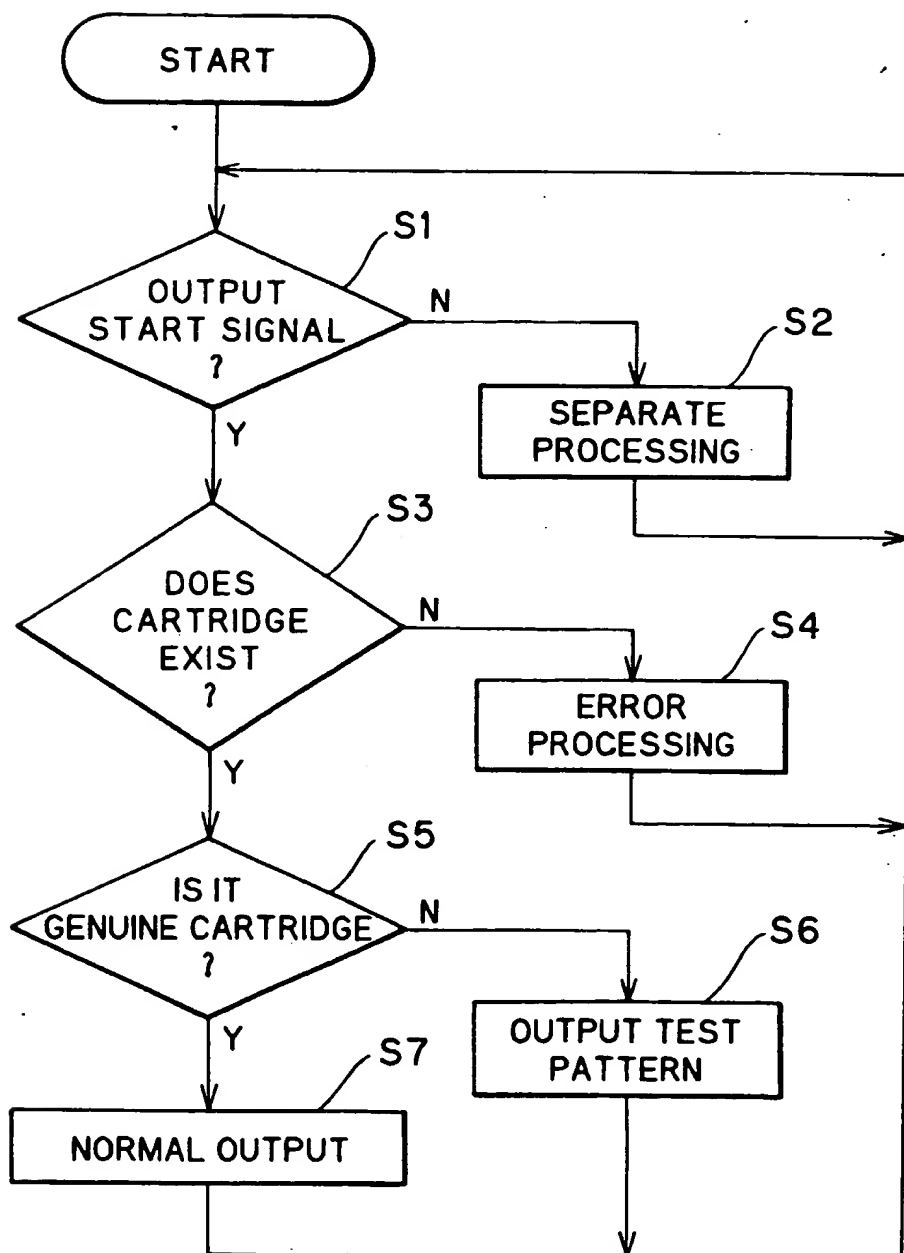 START
S1
OUTPUT
START SIGNAL
?
N
S2
SEPARATE
PROCESSING
Y
S3
DOES
CARTRIDGE
EXIST
?
N
S4
ERROR
PROCESSING
Y
S5
IS IT
GENUINE CARTRIDGE
?
N
S6
OUTPUT TEST
PATTERN
Y
S7
NORMAL OUTPUT